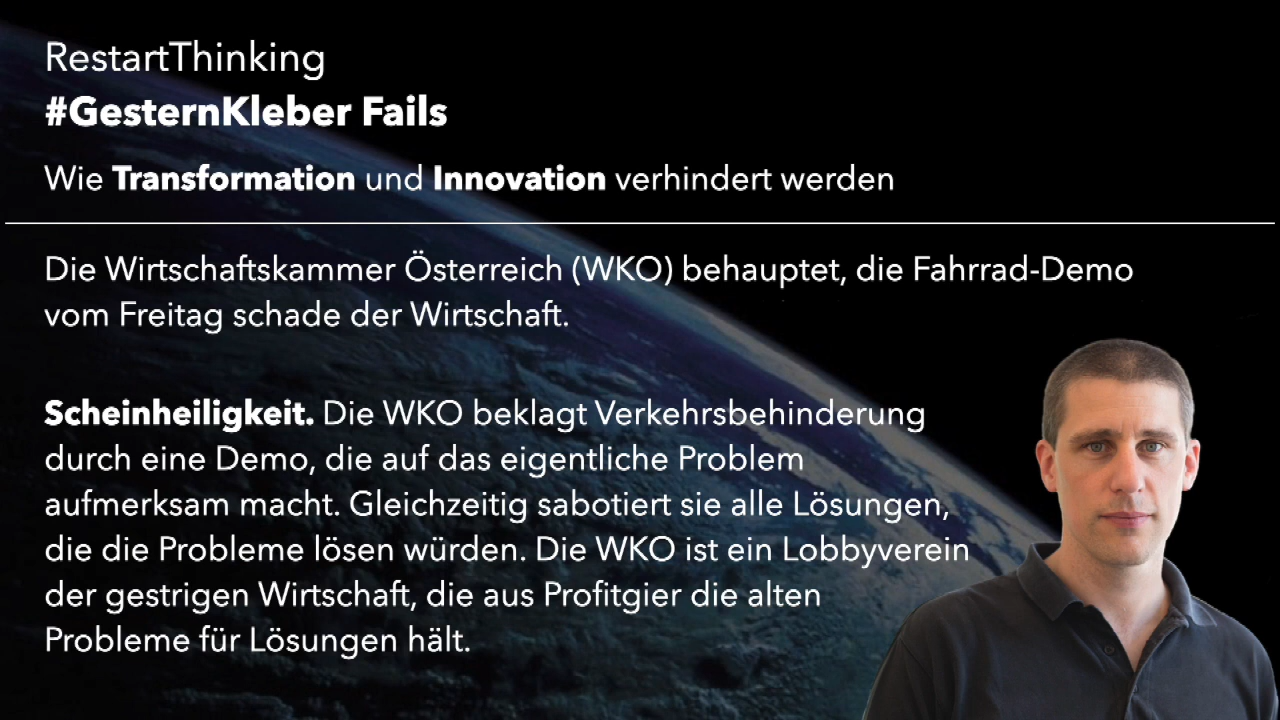 RestartThinking
#GesternKleber Fails
Wie Transformation und Innovation verhindert werden
Die Wirtschaftskammer Österreich (WKO) behauptet, die Fahrrad-Demo
vom Freitag schade der Wirtschaft.
Scheinheiligkeit. Die WKO beklagt Verkehrsbehinderung
durch eine Demo, die auf das eigentliche Problem
aufmerksam macht. Gleichzeitig sabotiert sie alle Lösungen,
die die Probleme lösen würden. Die WKO ist ein Lobbyverein
der gestrigen Wirtschaft, die aus Profitgier die alten
Probleme für Lösungen hält.